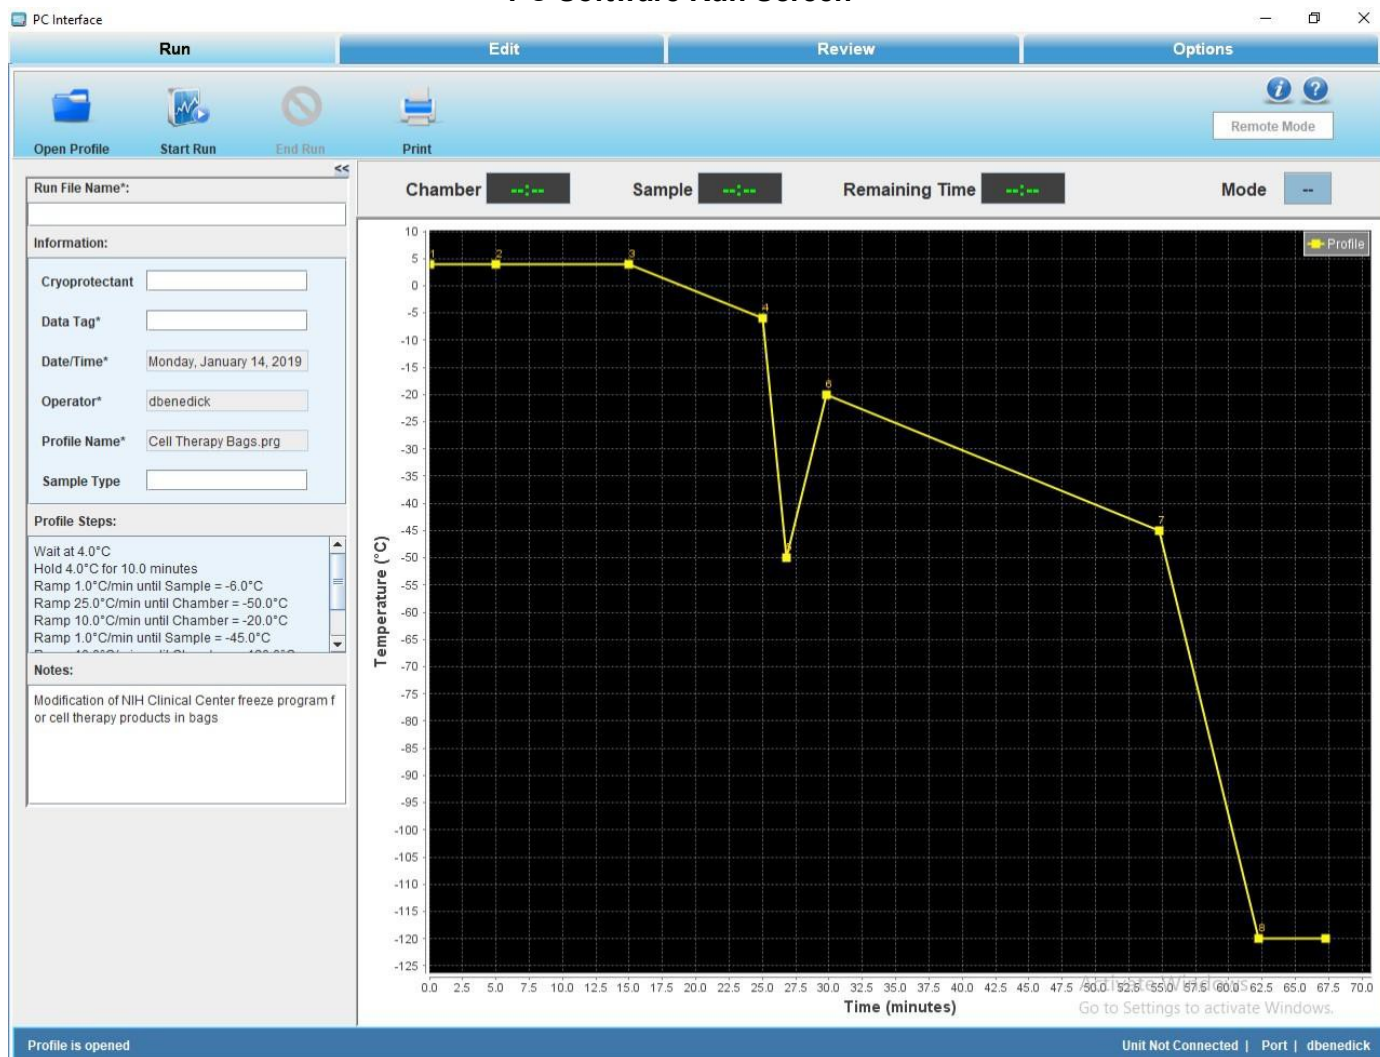 PC Software Run Screen
PC Interface
Run Edit Review Options
Open Profile Start Run End Run Print
Remote Mode
<<
Run File Name*:
Information:
Cryoprotectant
Data Tag*
Date/Time* Monday, January 14, 2019
Operator* dbenedick
Profile Name* Cell Therapy Bags.prg
Sample Type
Profile Steps:
Wait at 4.0°C
Hold 4.0°C for 10.0 minutes
Ramp 1.0°C/min until Sample = -6.0°C
Ramp 25.0°C/min until Chamber = -50.0°C
Ramp 10.0°C/min until Chamber = -20.0°C
Ramp 1.0°C/min until Sample = -45.0°C
Notes:
Modification of NIH Clinical Center freeze program f
or cell therapy products in bags
Chamber --:-- Sample --:-- Remaining Time --:-- Mode --
Profile
10
5
0
-5
-10
-15
-20
-25
-30
-35
-40
-45
-50
-55
-60
-65
-70
-75
-80
-85
-90
-95
-100
-105
-110
-115
-120
-125
Temperature (°C)
1 2 3
4
5
6
7
8
0.0 2.5 5.0 7.5 10.0 12.5 15.0 17.5 20.0 22.5 25.0 27.5 30.0 32.5 35.0 37.5 40.0 42.5 45.0 47.5 50.0 52.5 55.0 57.5 60.0 62.5 65.0 67.5 70.0
Time (minutes)
Activate Windows
Go to Settings to activate Windows.
Profile is opened
Unit Not Connected | Port | dbenedick